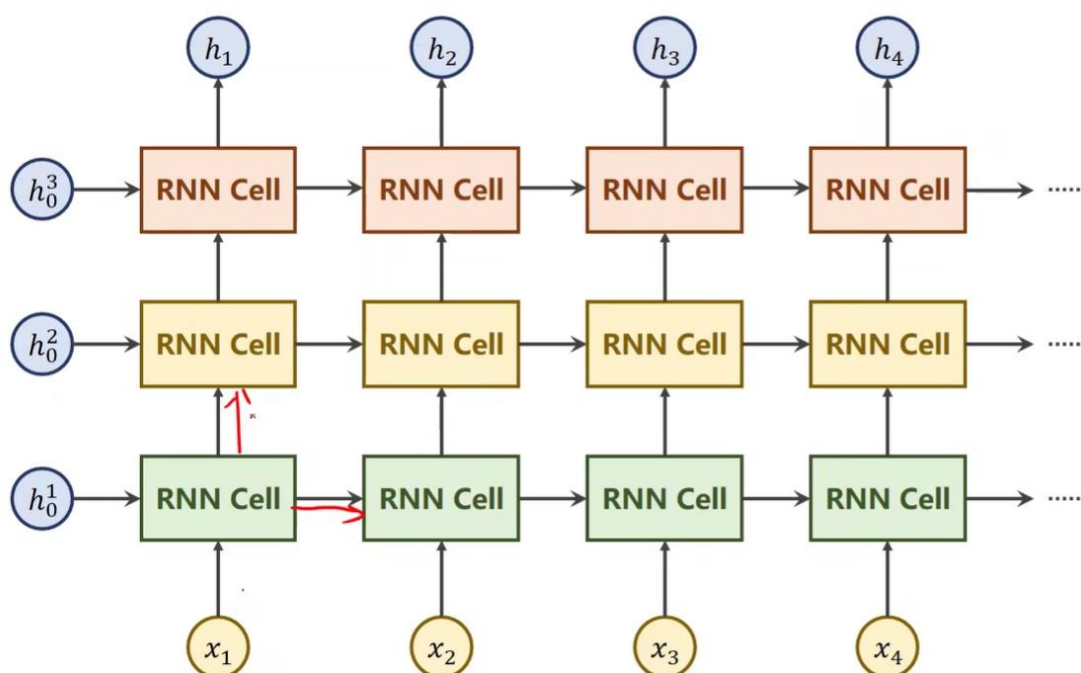 h₁ h₂ h₃ h₄
h₀³ RNN Cell RNN Cell RNN Cell RNN Cell ·····
h₀² RNN Cell RNN Cell RNN Cell RNN Cell ·····
h₀¹ RNN Cell RNN Cell RNN Cell RNN Cell ·····
x₁ x₂ x₃ x₄